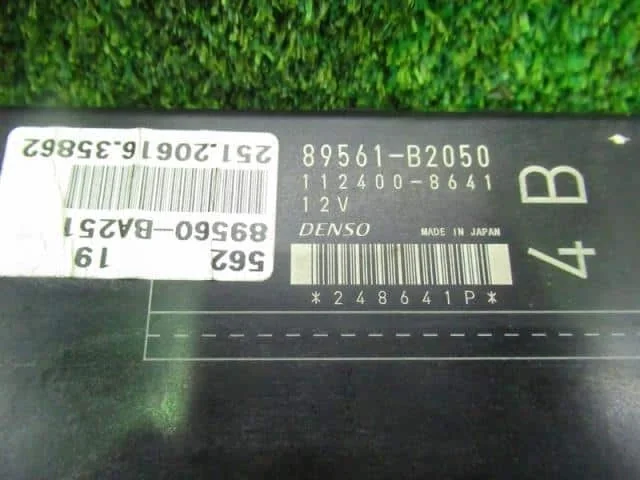 89561-B2050
112400-8641
12V
DENSO MADE IN JAPAN
*248641P*
4B
562
19
89560-BA251
251.20616.35862